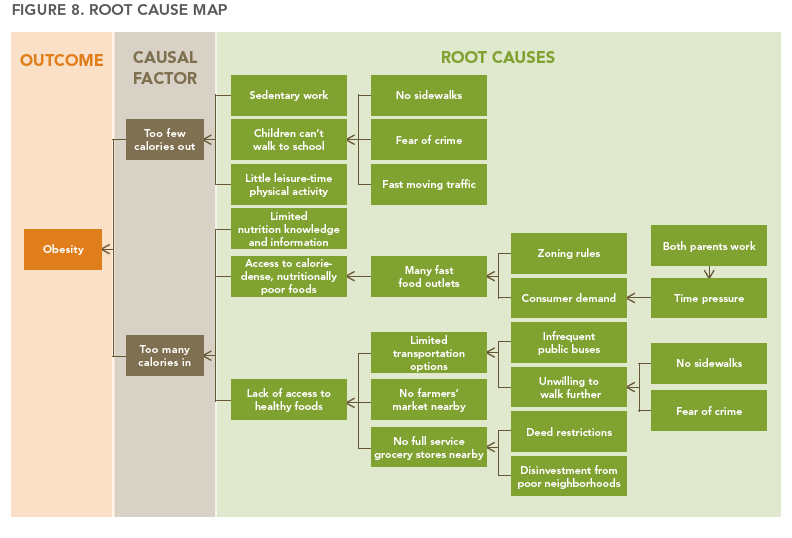 FIGURE 8. ROOT CAUSE MAP
OUTCOME
CAUSAL
FACTOR
ROOT CAUSES
Obesity
Too few
calories out
Too many
calories in
Sedentary work
Children can't
walk to school
Little leisure-time
physical activity
Limited
nutrition knowledge
and information
Access to calorie-
dense, nutritionally
poor foods
Lack of access to
healthy foods
No sidewalks
Fear of crime
Fast moving traffic
Many fast
food outlets
Limited
transportation
options
No farmers'
market nearby
No full service
grocery stores nearby
Zoning rules
Consumer demand
Infrequent
public buses
Unwilling to
walk further
Deed restrictions
Disinvestment from
poor neighborhoods
Both parents work
Time pressure
No sidewalks
Fear of crime